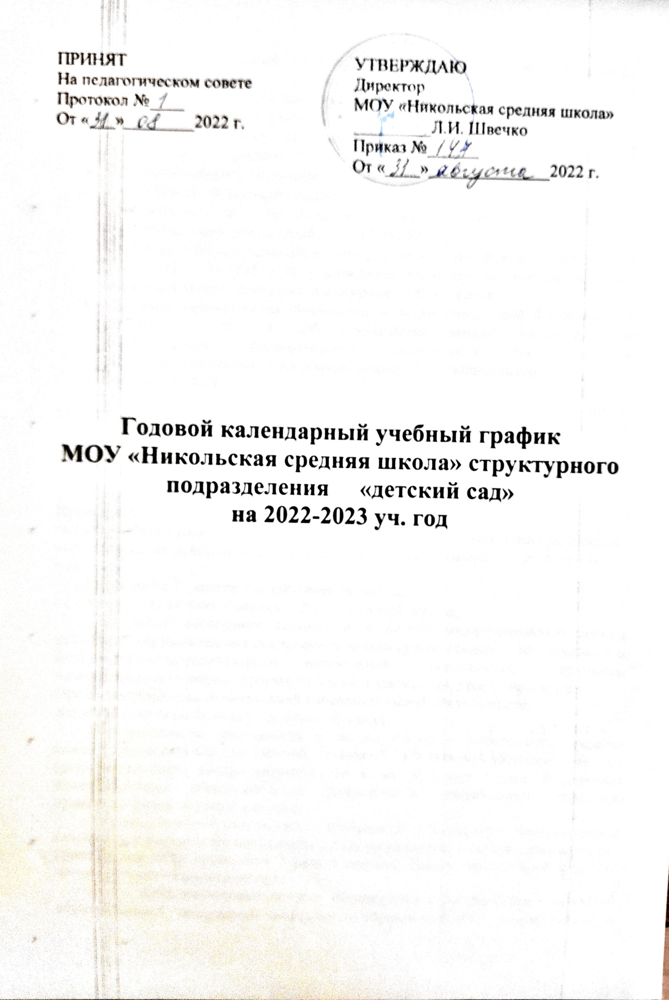 ПРИНЯТ
На педагогическом совете
Протокол № 1
От «31» 08 2022 г.
УТВЕРЖДАЮ
Директор
МОУ «Никольская средняя школа»
Л.И. Швечко
Приказ № 147
От «31» августа 2022 г.
Годовой календарный учебный график
МОУ «Никольская средняя школа» структурного
подразделения «детский сад»
на 2022-2023 уч. год